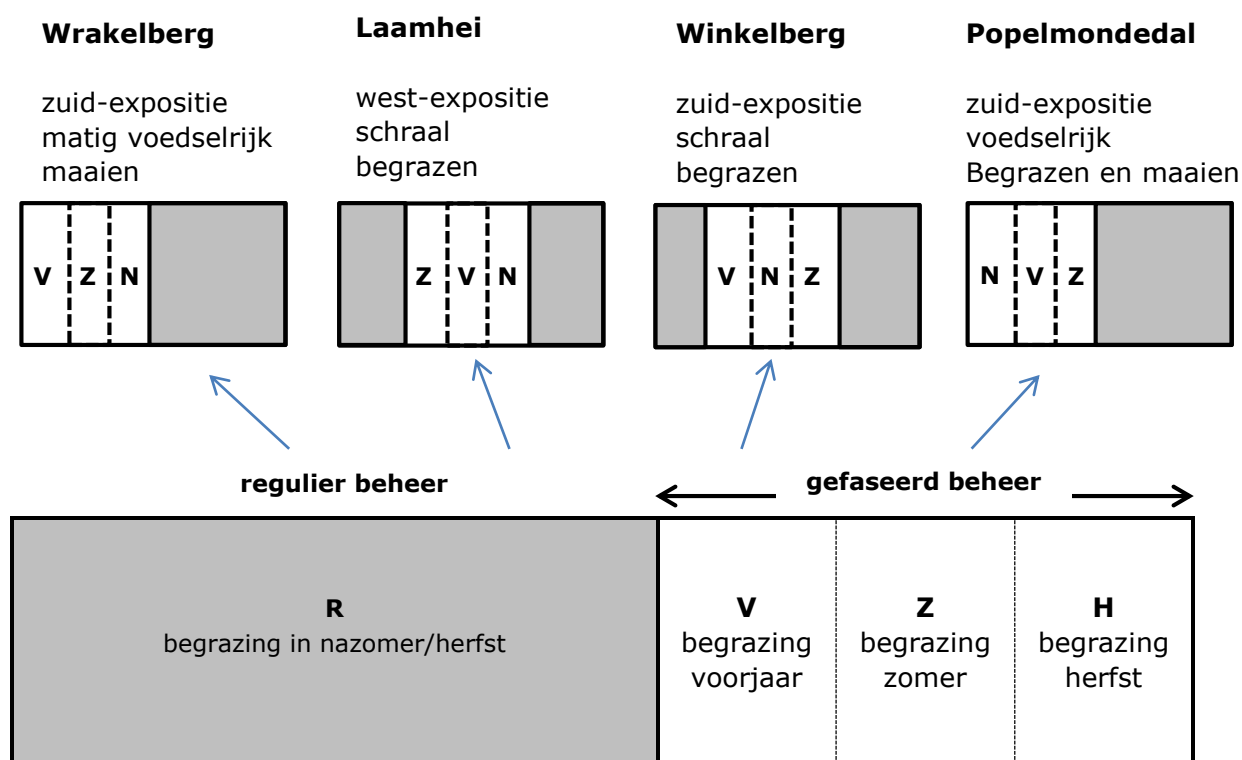 Wrakelberg
zuid-expositie
matig voedselrijk
maaien
V Z N
Laamhei
west-expositie
schraal
begrazen
Z V N
Winkelberg
zuid-expositie
schraal
begrazen
V N Z
Popelmondedal
zuid-expositie
voedselrijk
Begrazen en maaien
N V Z
regulier beheer
gefaseerd beheer
R
begrazing in nazomer/herfst
V
begrazing
voorjaar
Z
begrazing
zomer
H
begrazing
herfst